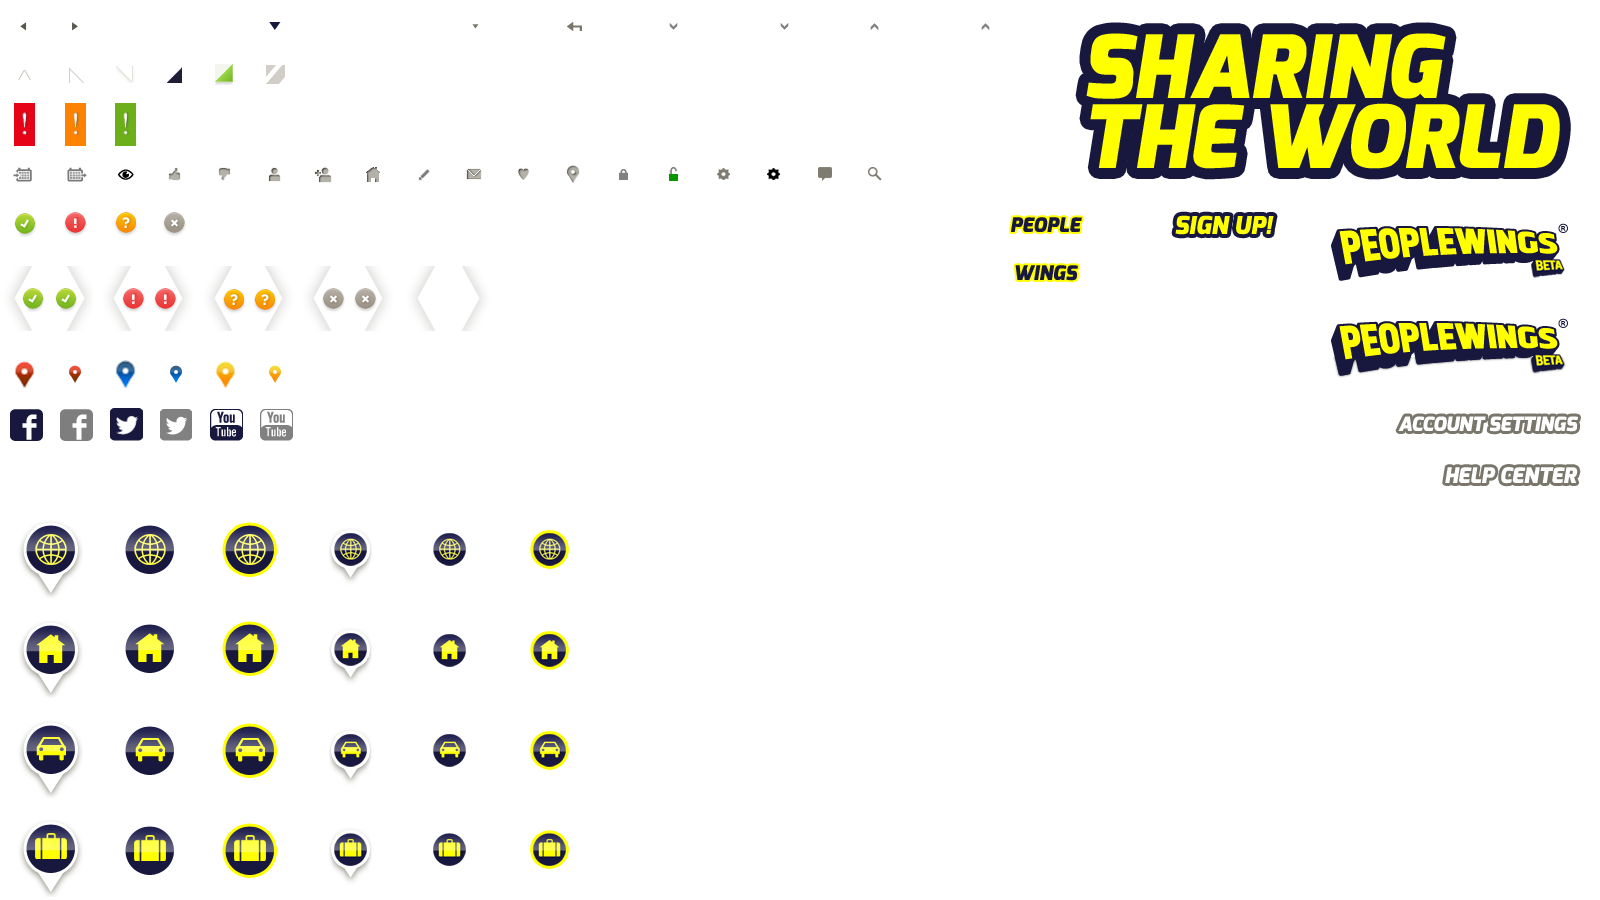 SHARING
THE WORLD
! ! !
! ?
PEOPLE
SIGN UP!
WINGS
PEOPLEWINGS®
BETA
! ! ? ?
PEOPLEWINGS®
BETA
f f You Tube You Tube
ACCOUNT SETTINGS
HELP CENTER